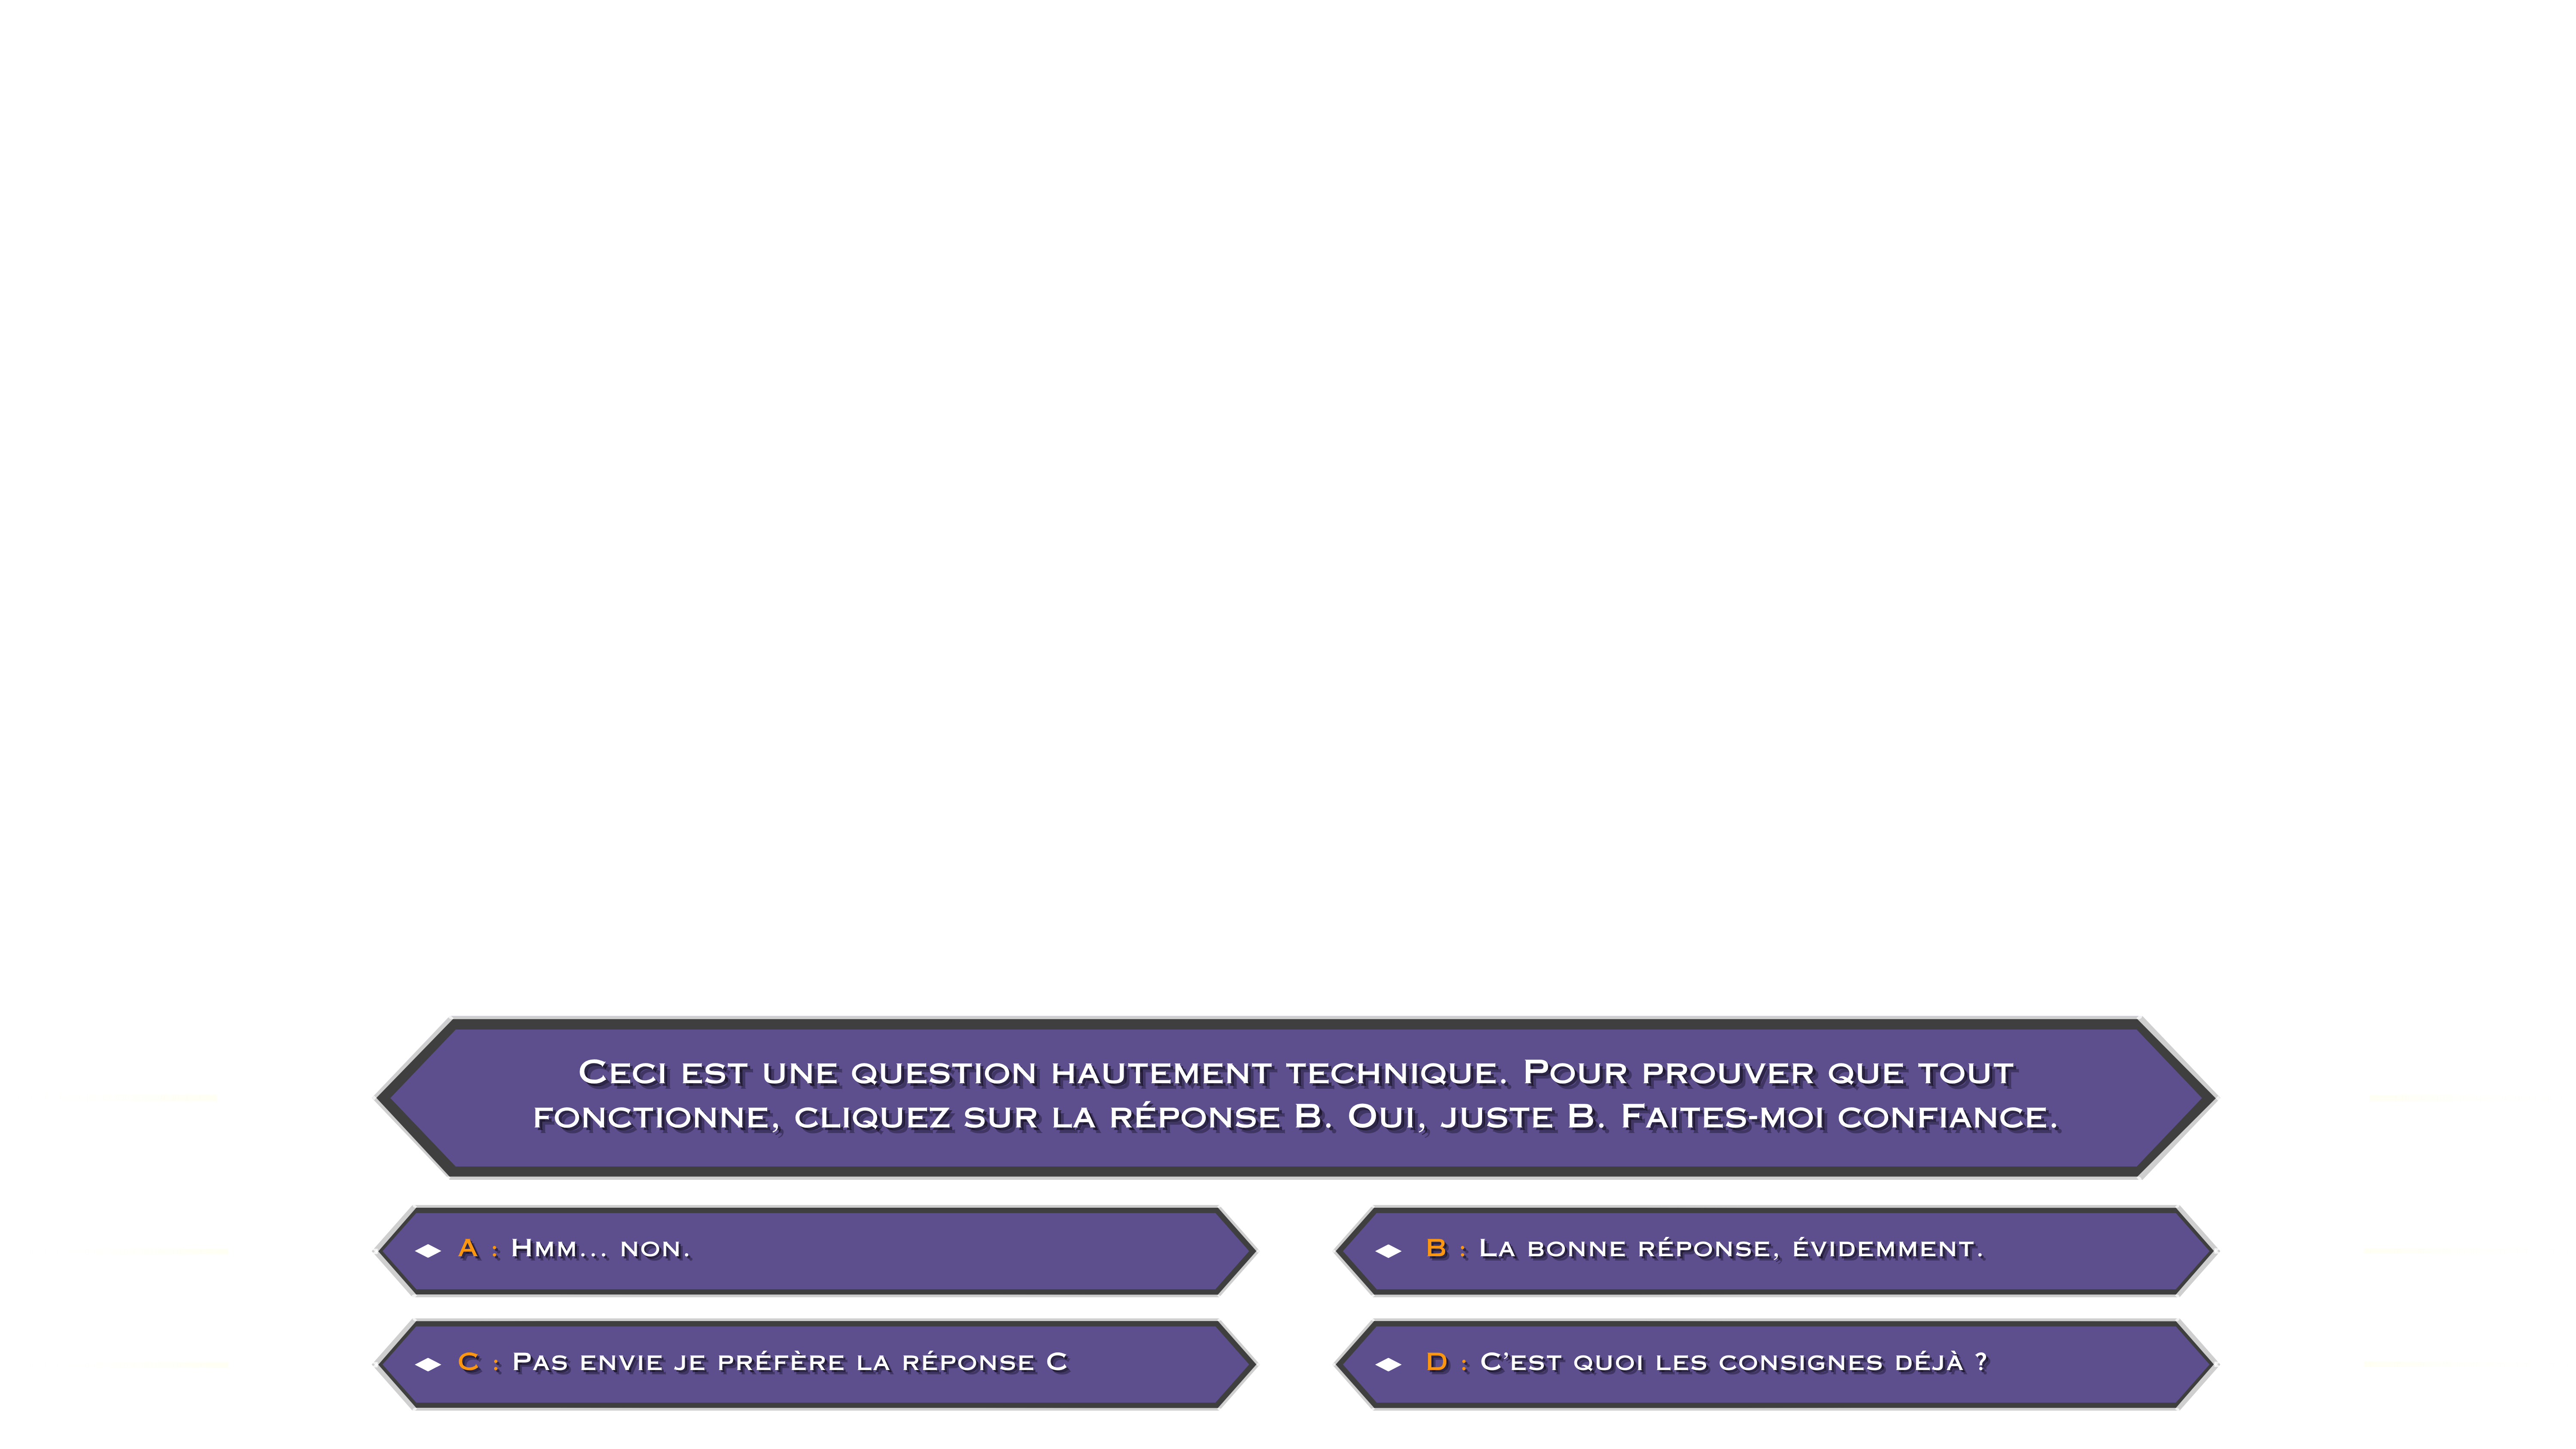 Ceci est une question hautement technique. Pour prouver que tout
fonctionne, cliquez sur la réponse B. Oui, juste B. Faites-moi confiance.
A : Hmm... non.
B : La bonne réponse, évidemment.
C : Pas envie je préfère la réponse C
D : C'est quoi les consignes déjà ?